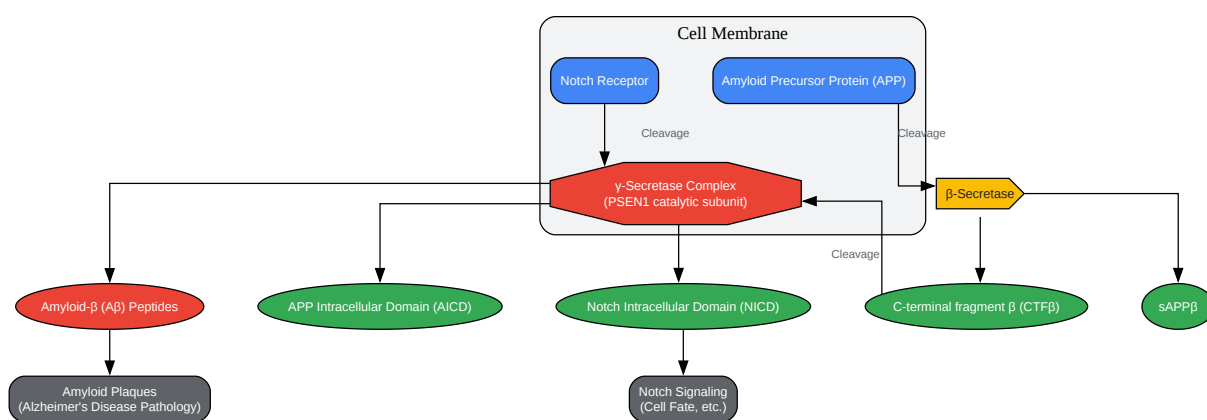 Cell Membrane
Notch Receptor
Amyloid Precursor Protein (APP)
Cleavage
Cleavage
γ-Secretase Complex
(PSEN1 catalytic subunit)
β-Secretase
Cleavage
Amyloid-β (Aβ) Peptides
APP Intracellular Domain (AICD)
Notch Intracellular Domain (NICD)
C-terminal fragment β (CTFβ)
sAPPβ
Amyloid Plaques
(Alzheimer's Disease Pathology)
Notch Signaling
(Cell Fate, etc.)